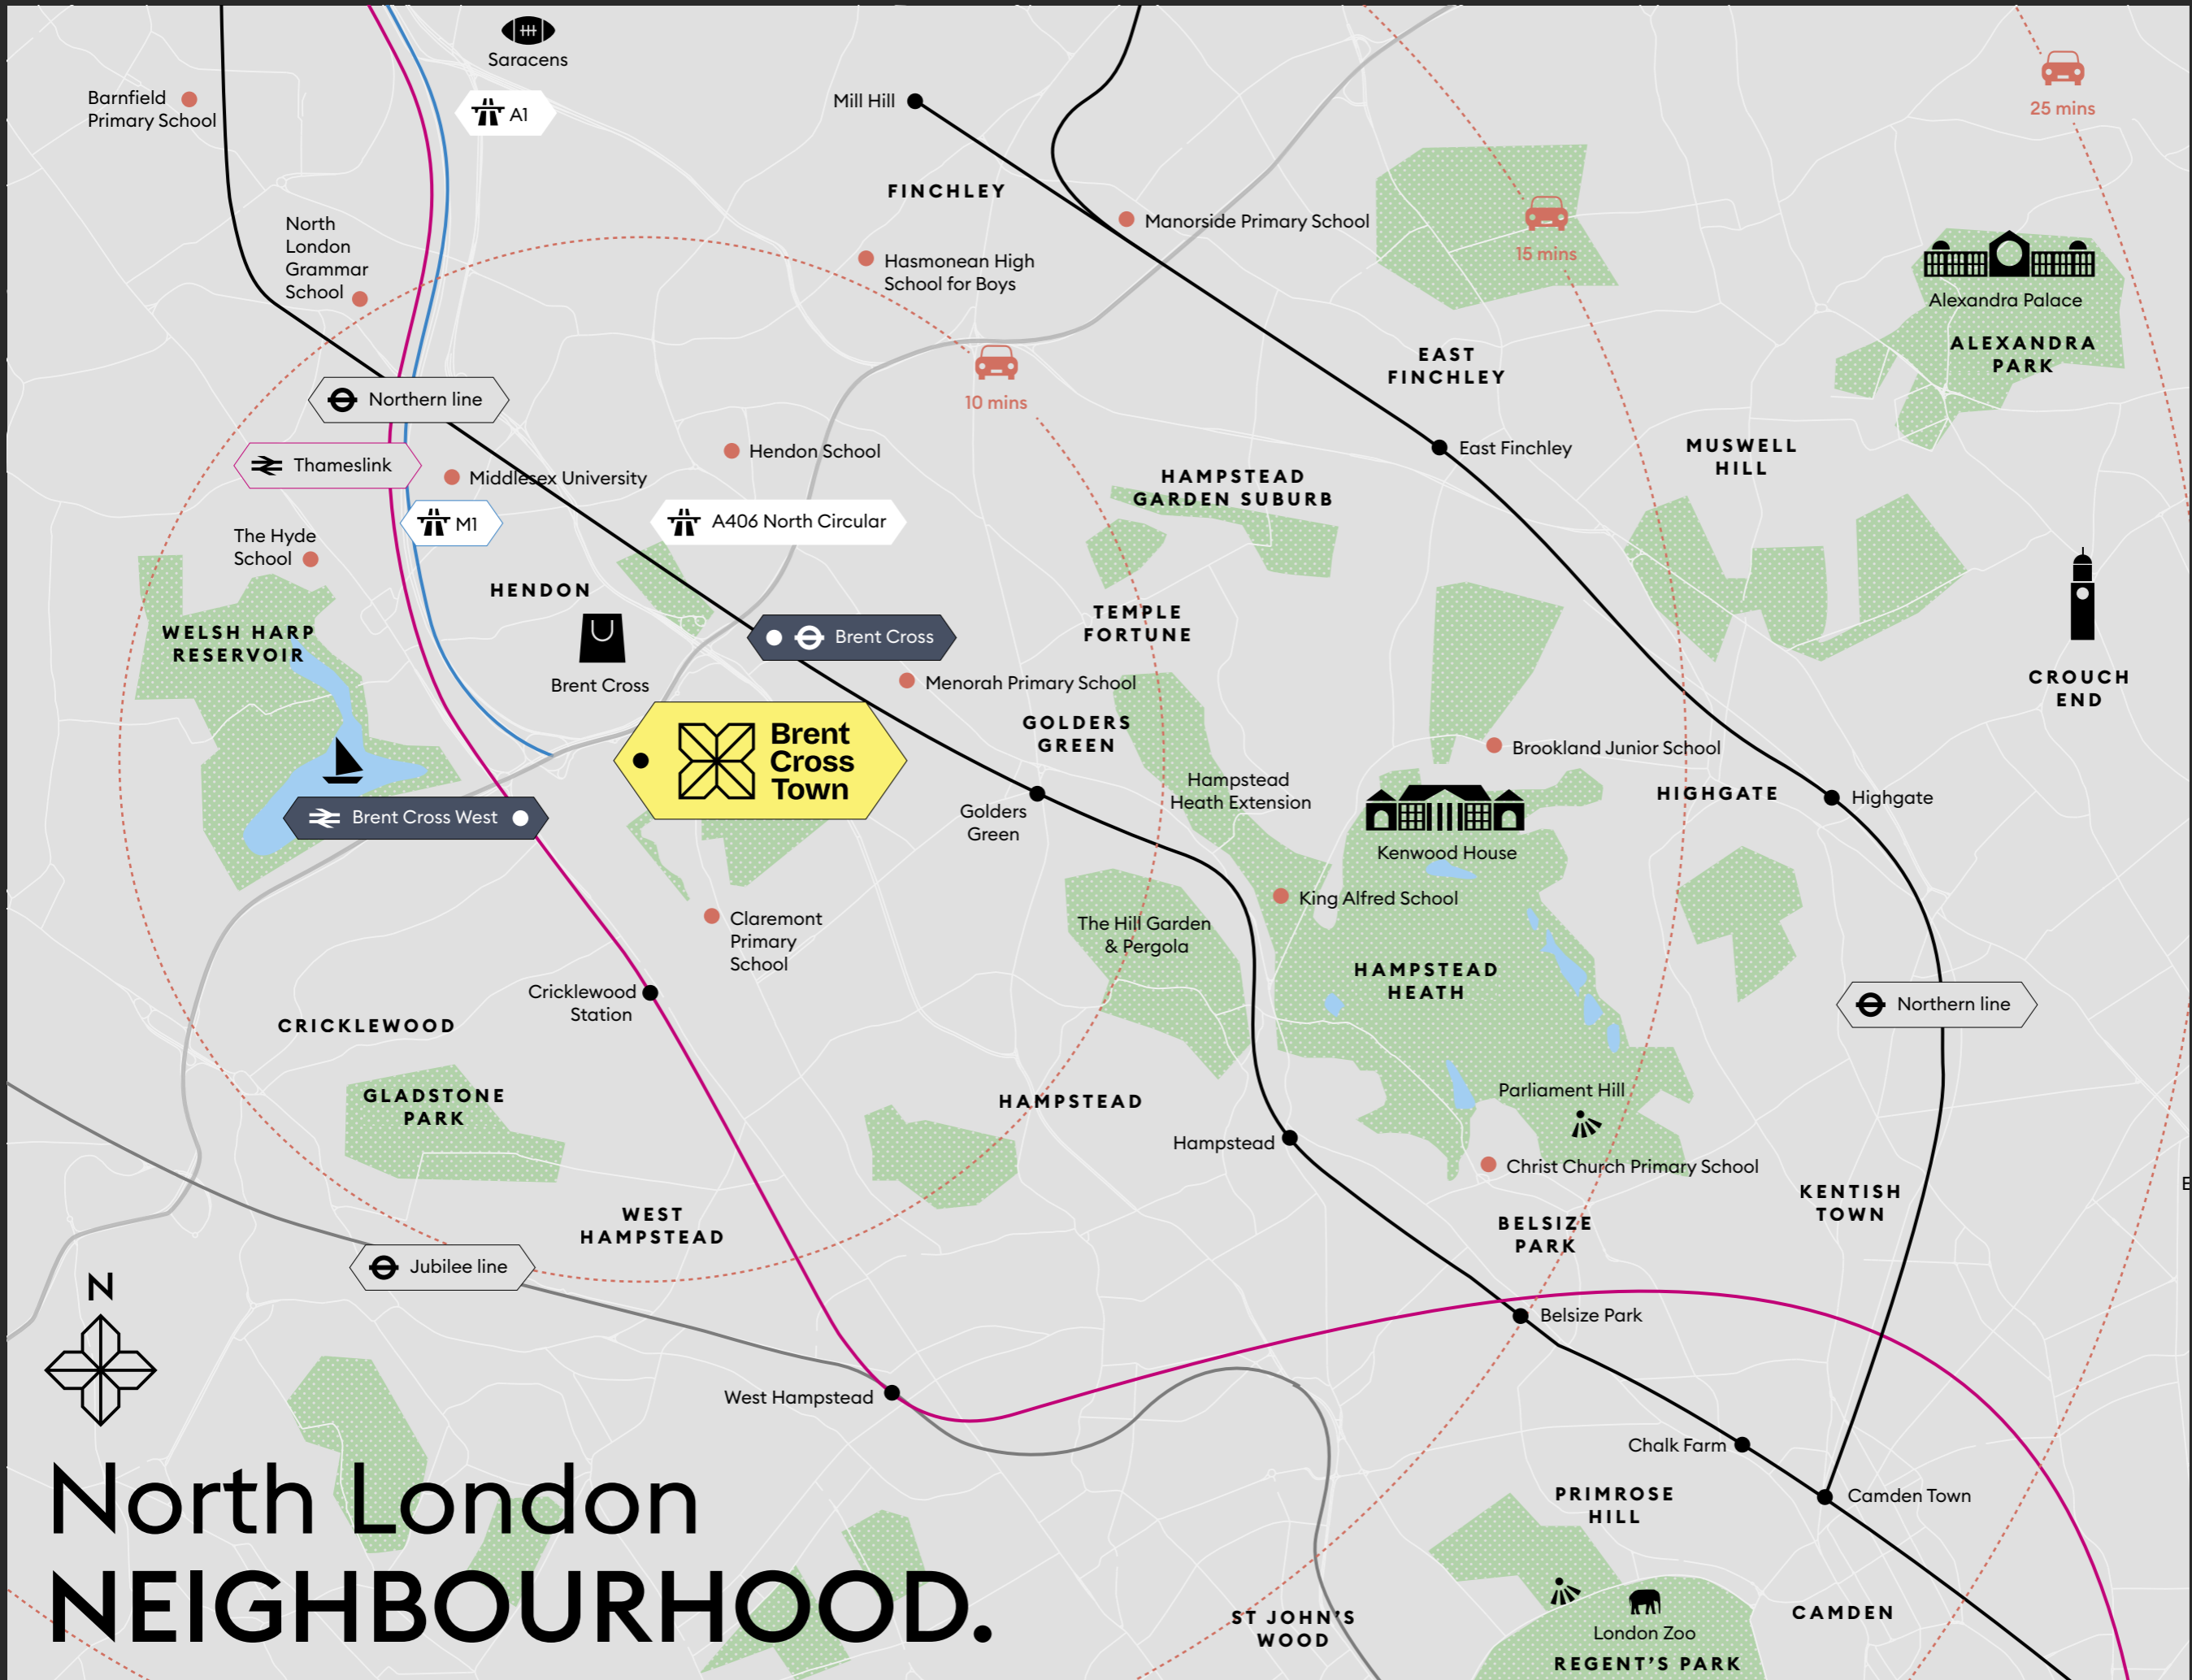 Saracens
A1
Barnfield
Primary School
Mill Hill
25 mins
FINCHLEY
Manorside Primary School
North
London
Grammar
School
Hasmonean High
School for Boys
15 mins
Alexandra Palace
ALEXANDRA
PARK
EAST
FINCHLEY
10 mins
Northern line
Thameslink
Hendon School
East Finchley
MUSWELL
HILL
Middlesex University
HAMPSTEAD
GARDEN SUBURB
M1
A406 North Circular
The Hyde
School
HENDON
WELSH HARP
RESERVOIR
TEMPLE
FORTUNE
Brent Cross
Brent Cross
Menorah Primary School
CROUCH
END
GOLDERS
GREEN
Brent
Cross
Town
Brookland Junior School
Hampstead
Heath Extension
HIGHGATE
Highgate
Brent Cross West
Golders
Green
Kenwood House
King Alfred School
Claremont
Primary
School
The Hill Garden
& Pergola
HAMPSTEAD
HEATH
Cricklewood
Station
Northern line
CRICKLEWOOD
GLADSTONE
PARK
HAMPSTEAD
Parliament Hill
Hampstead
Christ Church Primary School
KENTISH
TOWN
WEST
HAMPSTEAD
BELSIZE
PARK
Jubilee line
N
Belsize Park
West Hampstead
Chalk Farm
Camden Town
PRIMROSE
HILL
North London
NEIGHBOURHOOD.
ST JOHN'S
WOOD
CAMDEN
London Zoo
REGENT'S PARK